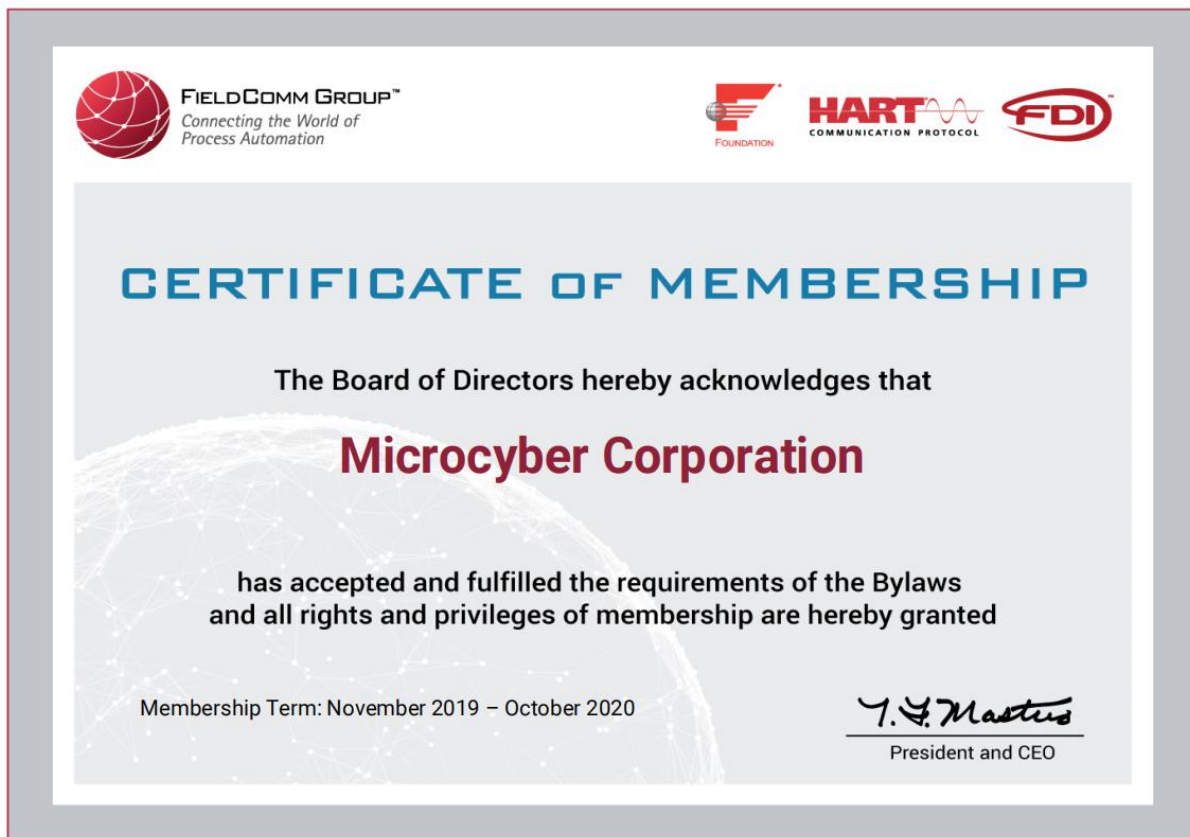 FIELDCOMM GROUP™
Connecting the World of
Process Automation
FOUNDATION
HART
COMMUNICATION PROTOCOL
FDI™
CERTIFICATE OF MEMBERSHIP
The Board of Directors hereby acknowledges that
Microcyber Corporation
has accepted and fulfilled the requirements of the Bylaws
and all rights and privileges of membership are hereby granted
Membership Term: November 2019 – October 2020
T.F. Masters
President and CEO